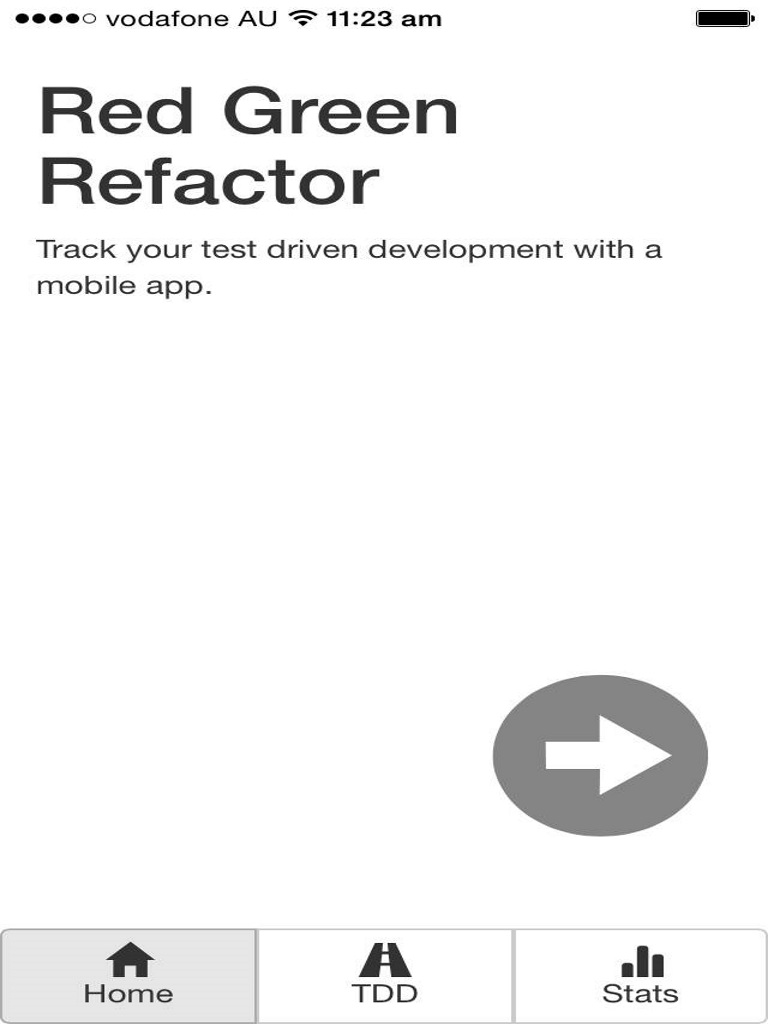 vodafone AU 11:23 am
Red Green
Refactor
Track your test driven development with a
mobile app.
Home
TDD
Stats